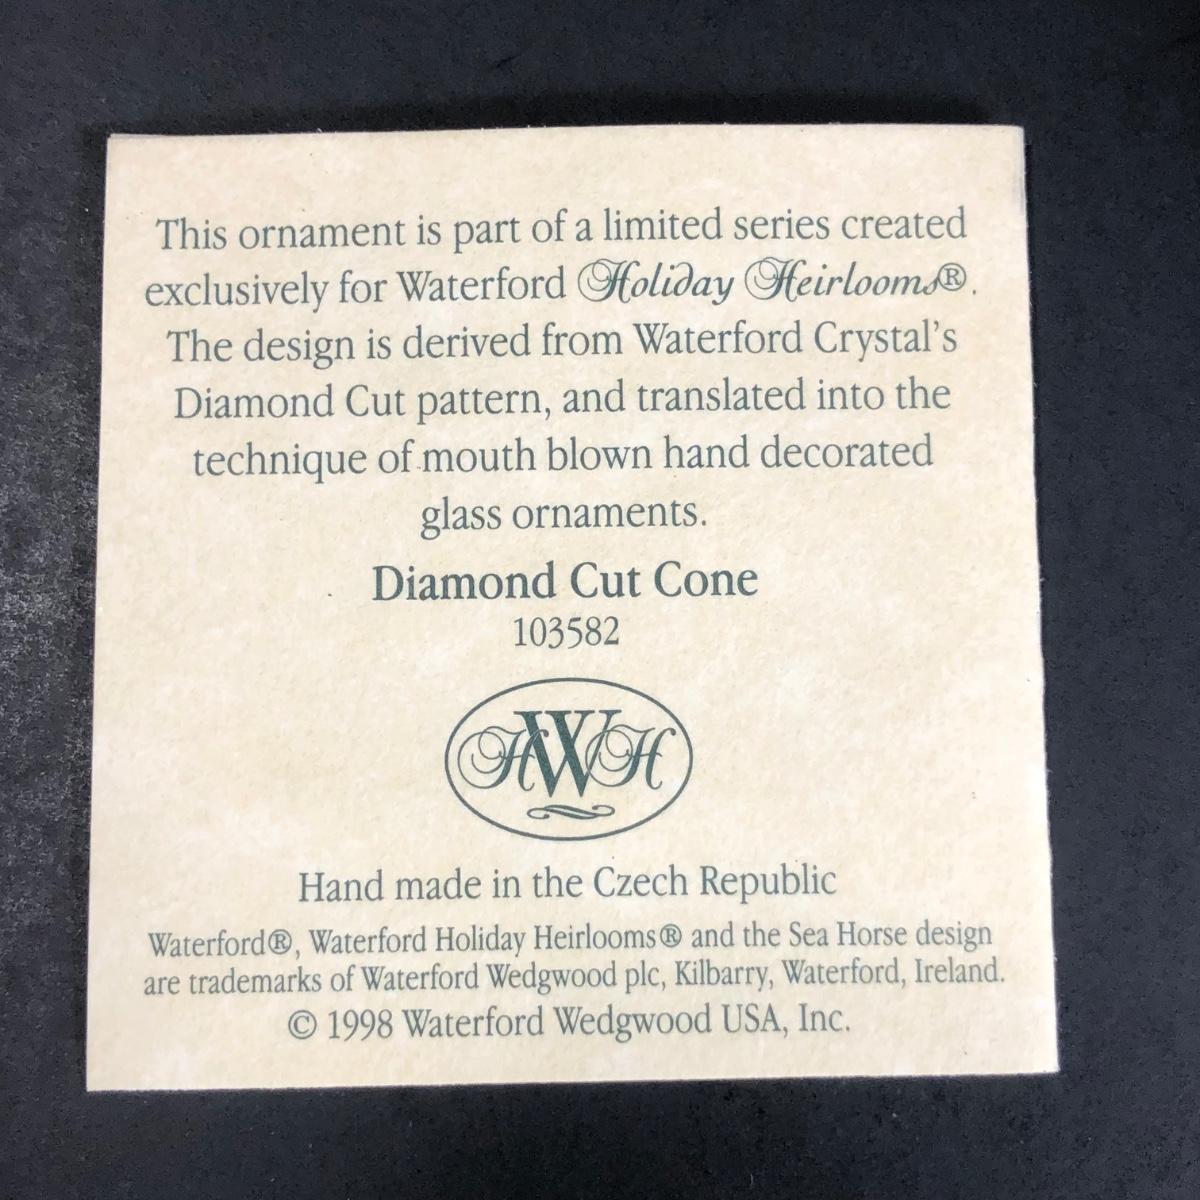 This ornament is part of a limited series created
exclusively for Waterford Holiday Heirlooms®.
The design is derived from Waterford Crystal's
Diamond Cut pattern, and translated into the
technique of mouth blown hand decorated
glass ornaments.
Diamond Cut Cone
103582
HWH
Hand made in the Czech Republic
Waterford®, Waterford Holiday Heirlooms® and the Sea Horse design
are trademarks of Waterford Wedgwood plc, Kilbarry, Waterford, Ireland.
© 1998 Waterford Wedgwood USA, Inc.